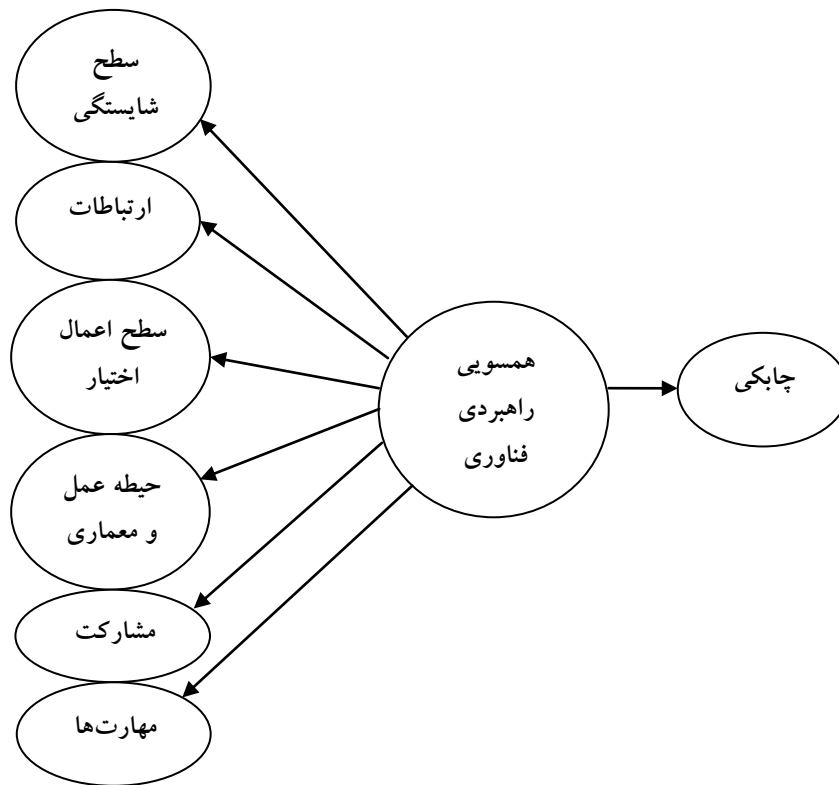 سطح
شایستگی
ارتباطات
سطح اعمال
اختیار
حیطه عمل
و معماری
مشارکت
مهارت‌ها
همسویی
راهبردی
فناوری
چابکی